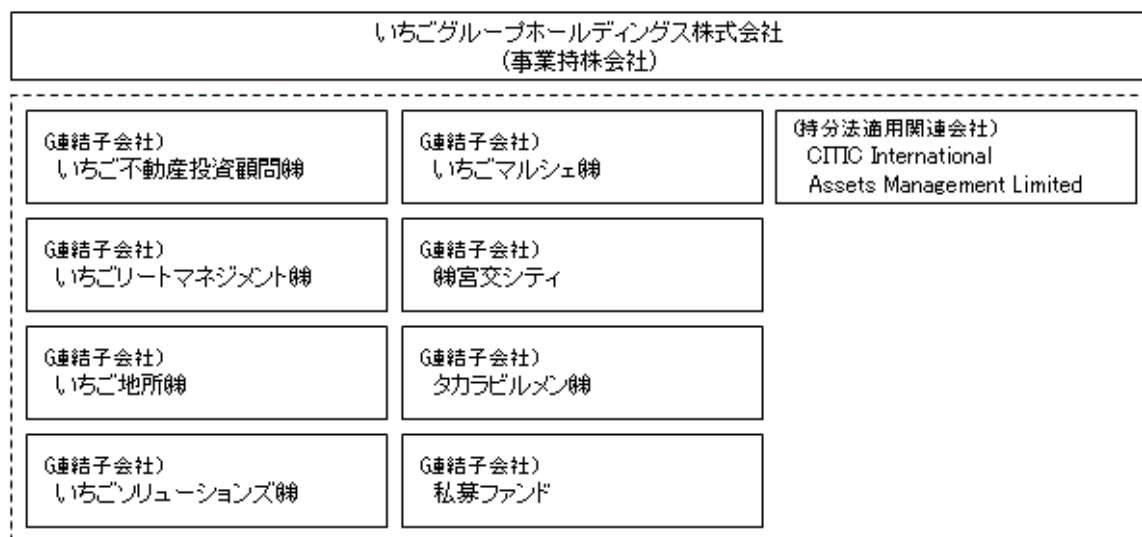 いちごグループホールディングス株式会社
(事業持株会社)
(連結子会社)
いちご不動産投資顧問㈱
(連結子会社)
いちごマルシェ㈱
(持分法適用関連会社)
CITIC International
Assets Management Limited
(連結子会社)
いちごリートマネジメント㈱
(連結子会社)
㈱宮交シティ
(連結子会社)
いちご地所㈱
(連結子会社)
タカラビルメン㈱
(連結子会社)
いちごソリューションズ㈱
(連結子会社)
私募ファンド